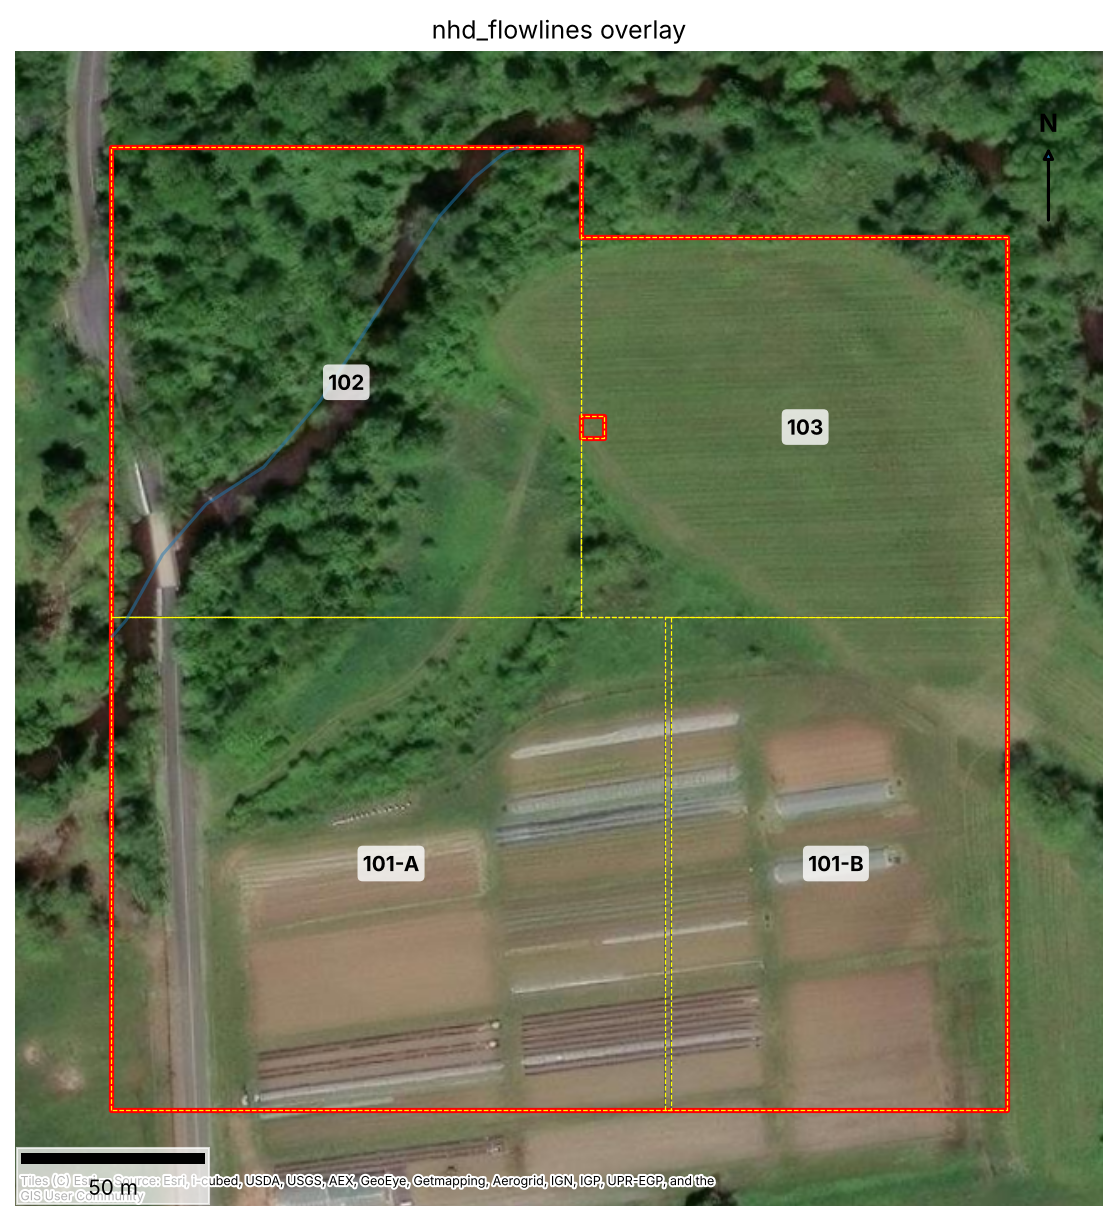 nhd_flowlines overlay
N
102
103
101-A
101-B
50 m
Tiles (C) Esri -- Source: Esri, i-cubed, USDA, USGS, AEX, GeoEye, Getmapping, Aerogrid, IGN, IGP, UPR-EGP, and the
GIS User Community